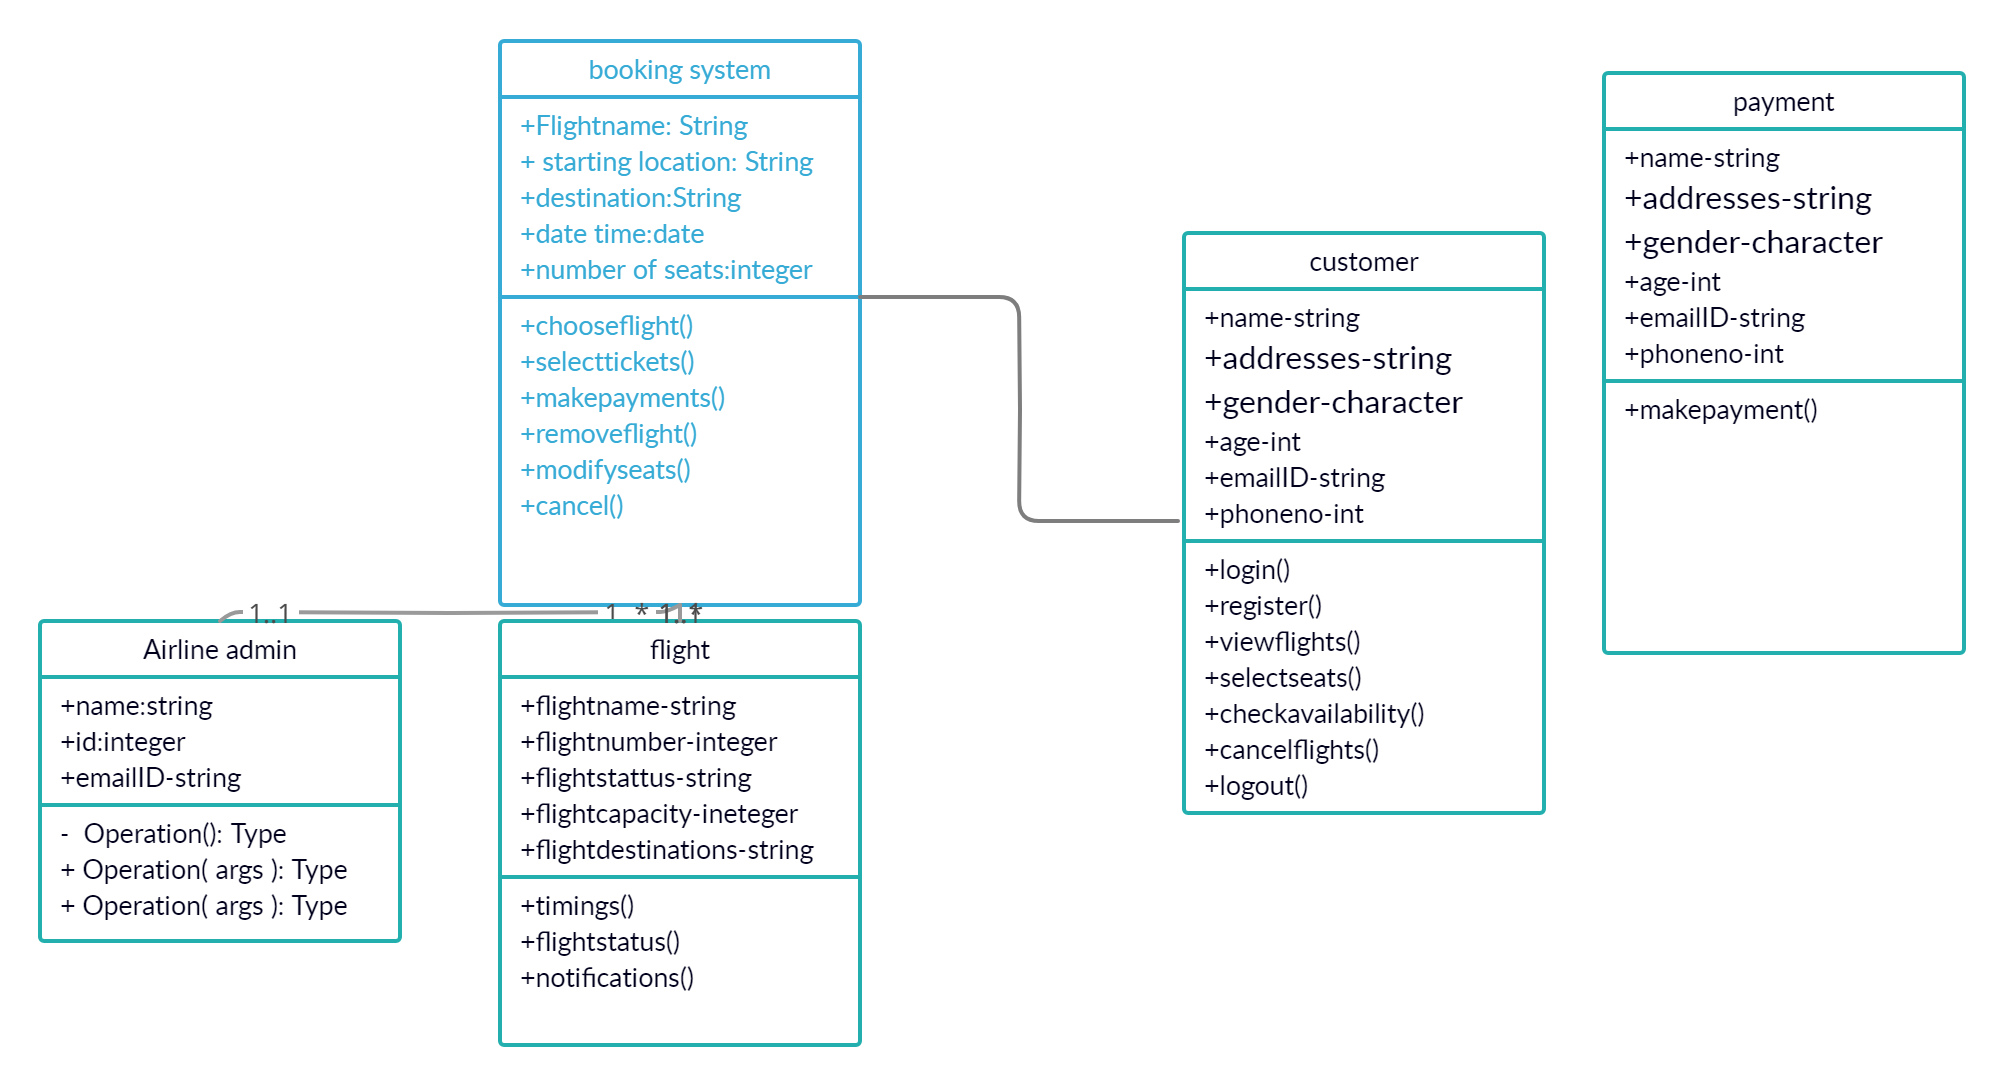 booking system
+Flightname: String
+ starting location: String
+destination:String
+date time:date
+number of seats:integer
+chooseflight()
+selecttickets()
+makepayments()
+removeflight()
+modifyseats()
+cancel()
payment
+name-string
+addresses-string
+gender-character
+age-int
+emailID-string
+phoneno-int
+makepayment()
customer
+name-string
+addresses-string
+gender-character
+age-int
+emailID-string
+phoneno-int
+login()
+register()
+viewflights()
+selectseats()
+checkavailability()
+cancelflights()
+logout()
1..1
1 *
Airline admin
+name:string
+id:integer
+emailID-string
- Operation(): Type
+ Operation( args ): Type
+ Operation( args ): Type
flight
+flightname-string
+flightnumber-integer
+flightstattus-string
+flightcapacity-ineteger
+flightdestinations-string
+timings()
+flightstatus()
+notifications()